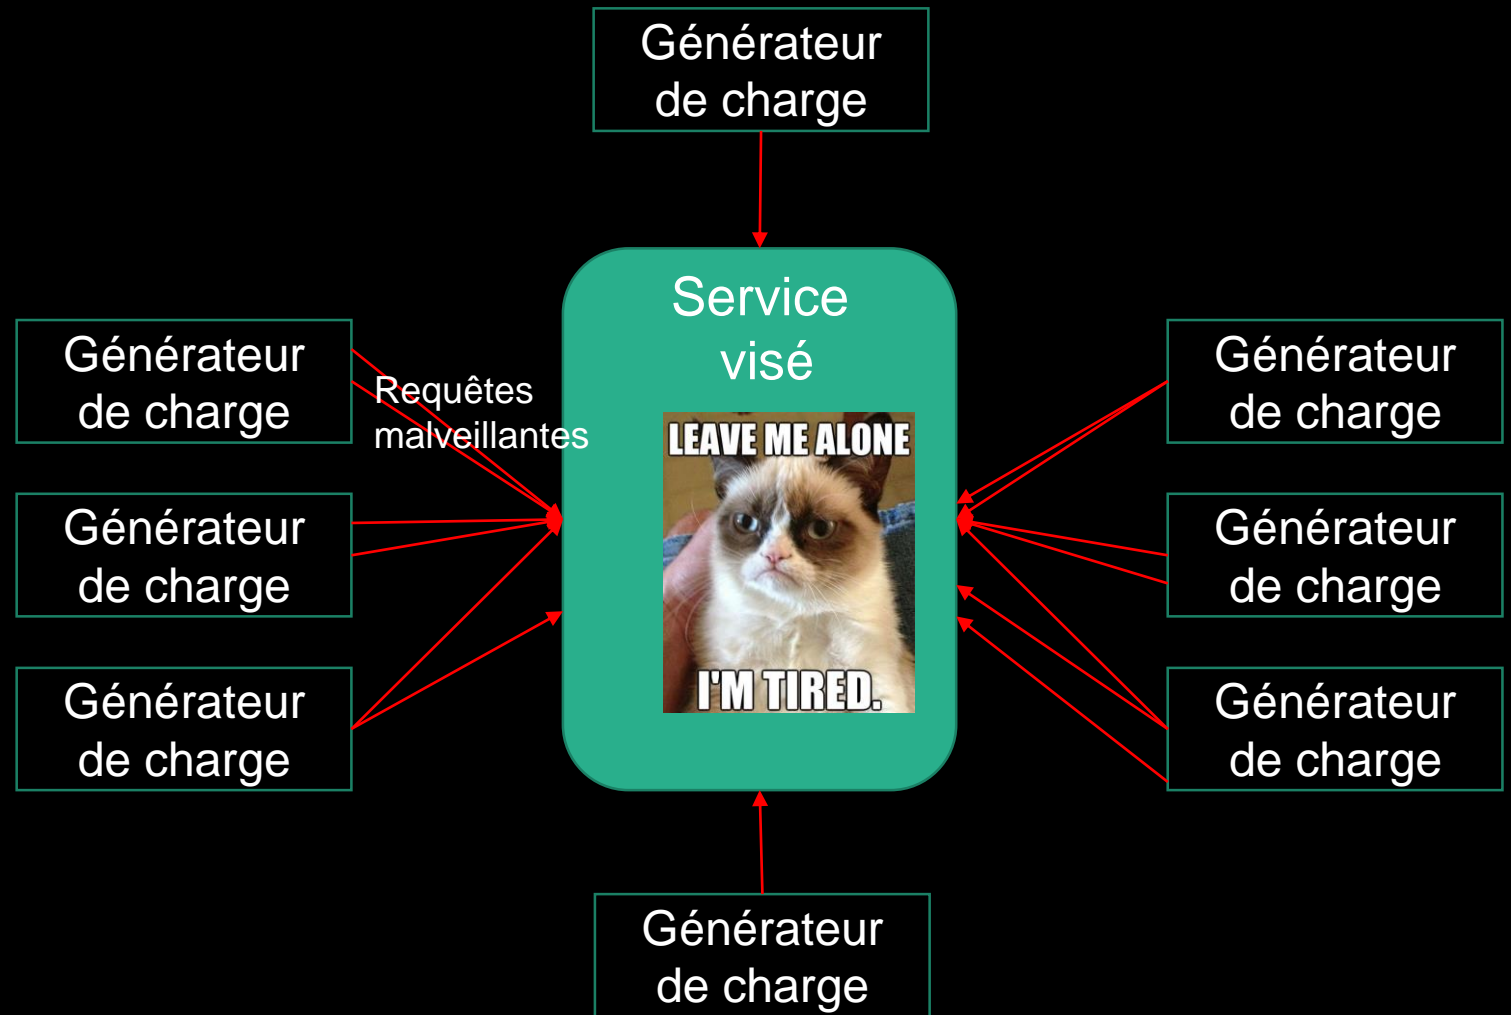 Générateur
de charge
Service
visé
Générateur
de charge
Requêtes
malveillantes
Générateur
de charge
LEAVE ME ALONE
Générateur
de charge
Générateur
de charge
I'M TIRED.
Générateur
de charge
Générateur
de charge
Générateur
de charge